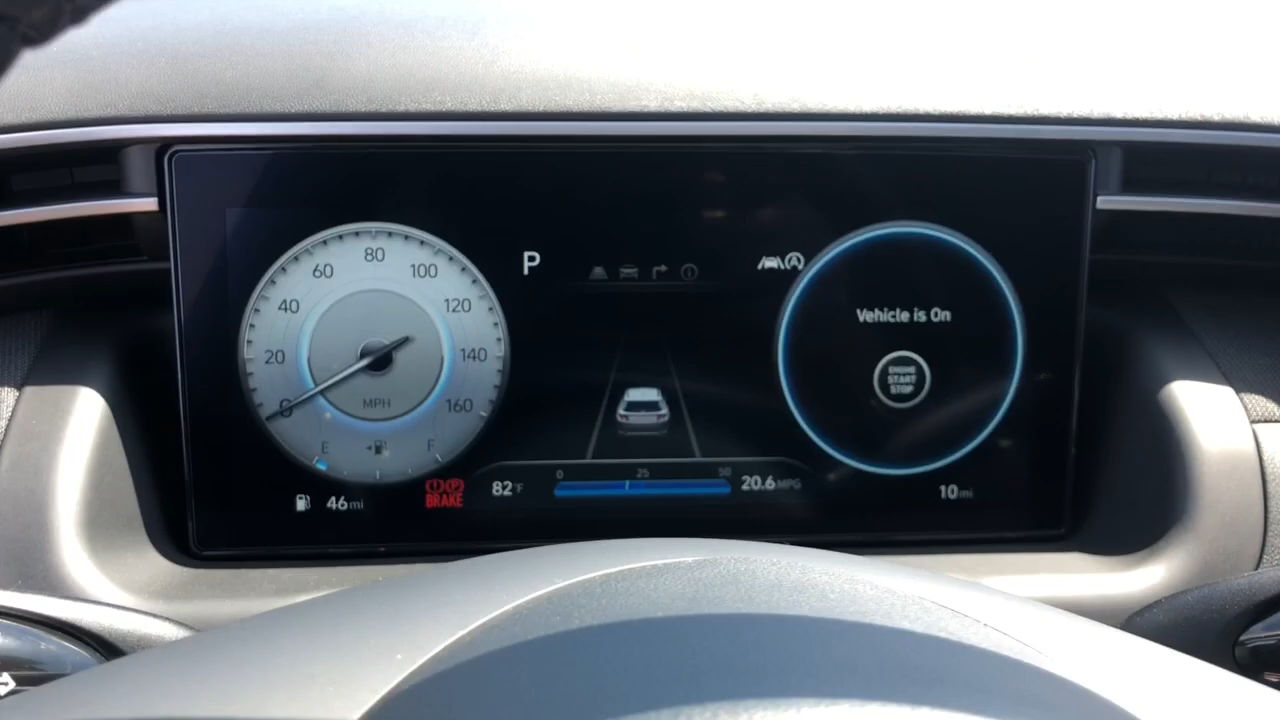 80
60 100
40 120
20 140
0 160
MPH
E F
46mi
BRAKE
P
82°F
0 25 50
20.6MPG
Vehicle is On
ENGINE
START
STOP
10mi